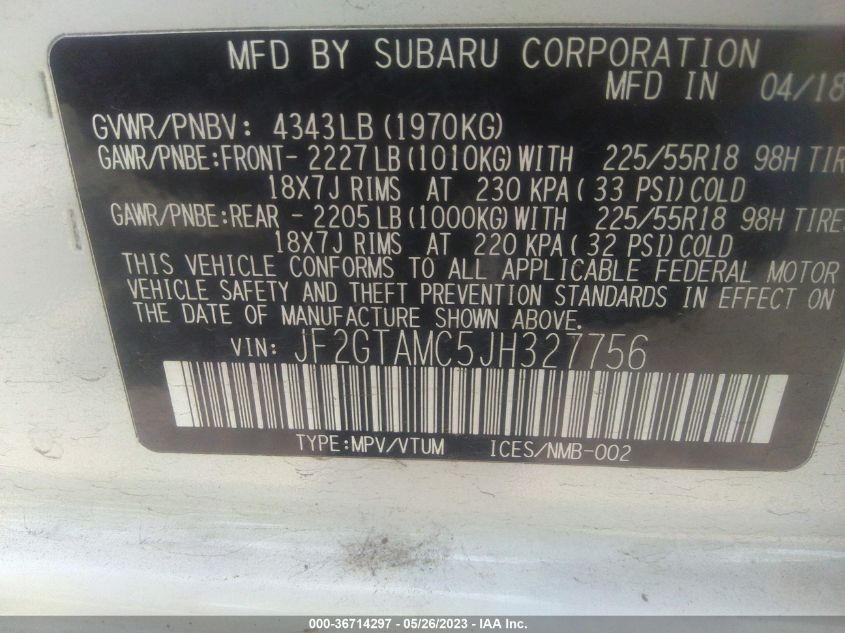 MFD BY SUBARU CORPORATION
MFD IN 04/18
GVWR/PNBV: 4343LB (1970KG)
GAWR/PNBE:FRONT- 2227LB (1010KG) WITH 225/55R18 98H TIR
18X7J RIMS AT 230 KPA ( 33 PSI) COLD
GAWR/PNBE:REAR - 2205LB (1000KG) WITH 225/55R18 98H TIRE
18X7J RIMS AT 220 KPA ( 32 PSI) COLD
THIS VEHICLE CONFORMS TO ALL APPLICABLE FEDERAL MOTOR
VEHICLE SAFETY AND THEFT PREVENTION STANDARDS IN EFFECT ON
THE DATE OF MANUFACTURE SHOWN ABOVE.
VIN: JF2GTAMC5JH327756
TYPE:MPV/VTUM ICES/NMB-002
000-36714297 - 05/26/2023 - IAA Inc.